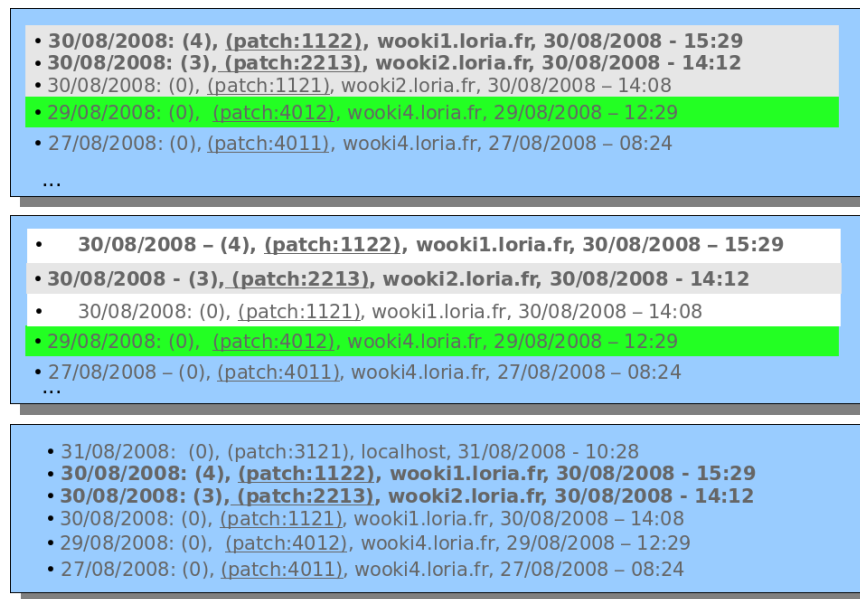 • 30/08/2008: (4), (patch:1122), wooki1.loria.fr, 30/08/2008 - 15:29
• 30/08/2008: (3), (patch:2213), wooki2.loria.fr, 30/08/2008 - 14:12
• 30/08/2008: (0), (patch:1121), wooki2.loria.fr, 30/08/2008 – 14:08
• 29/08/2008: (0), (patch:4012), wooki4.loria.fr, 29/08/2008 – 12:29
• 27/08/2008: (0), (patch:4011), wooki4.loria.fr, 27/08/2008 – 08:24
...
• 30/08/2008 – (4), (patch:1122), wooki1.loria.fr, 30/08/2008 – 15:29
• 30/08/2008 - (3), (patch:2213), wooki2.loria.fr, 30/08/2008 - 14:12
• 30/08/2008: (0), (patch:1121), wooki1.loria.fr, 30/08/2008 – 14:08
• 29/08/2008: (0), (patch:4012), wooki4.loria.fr, 29/08/2008 – 12:29
• 27/08/2008 – (0), (patch:4011), wooki4.loria.fr, 27/08/2008 – 08:24
...
• 31/08/2008: (0), (patch:3121), localhost, 31/08/2008 - 10:28
• 30/08/2008: (4), (patch:1122), wooki1.loria.fr, 30/08/2008 - 15:29
• 30/08/2008: (3), (patch:2213), wooki2.loria.fr, 30/08/2008 - 14:12
• 30/08/2008: (0), (patch:1121), wooki1.loria.fr, 30/08/2008 – 14:08
• 29/08/2008: (0), (patch:4012), wooki4.loria.fr, 29/08/2008 – 12:29
• 27/08/2008: (0), (patch:4011), wooki4.loria.fr, 27/08/2008 – 08:24